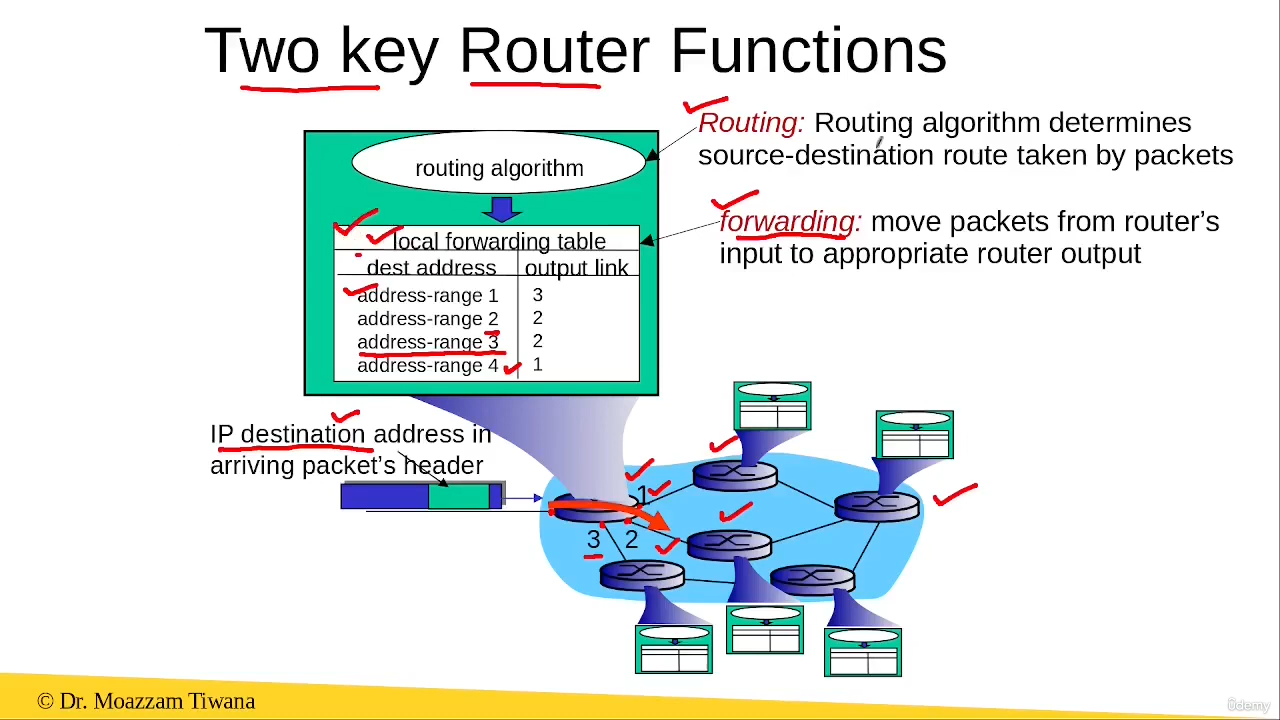 Two key Router Functions
Routing: Routing algorithm determines
source-destination route taken by packets
forwarding: move packets from router's
input to appropriate router output
routing algorithm
local forwarding table
dest address output link
address-range 1 3
address-range 2 2
address-range 3 2
address-range 4 1
IP destination address in
arriving packet's header
1
3 2
© Dr. Moazzam Tiwana
ûdemy